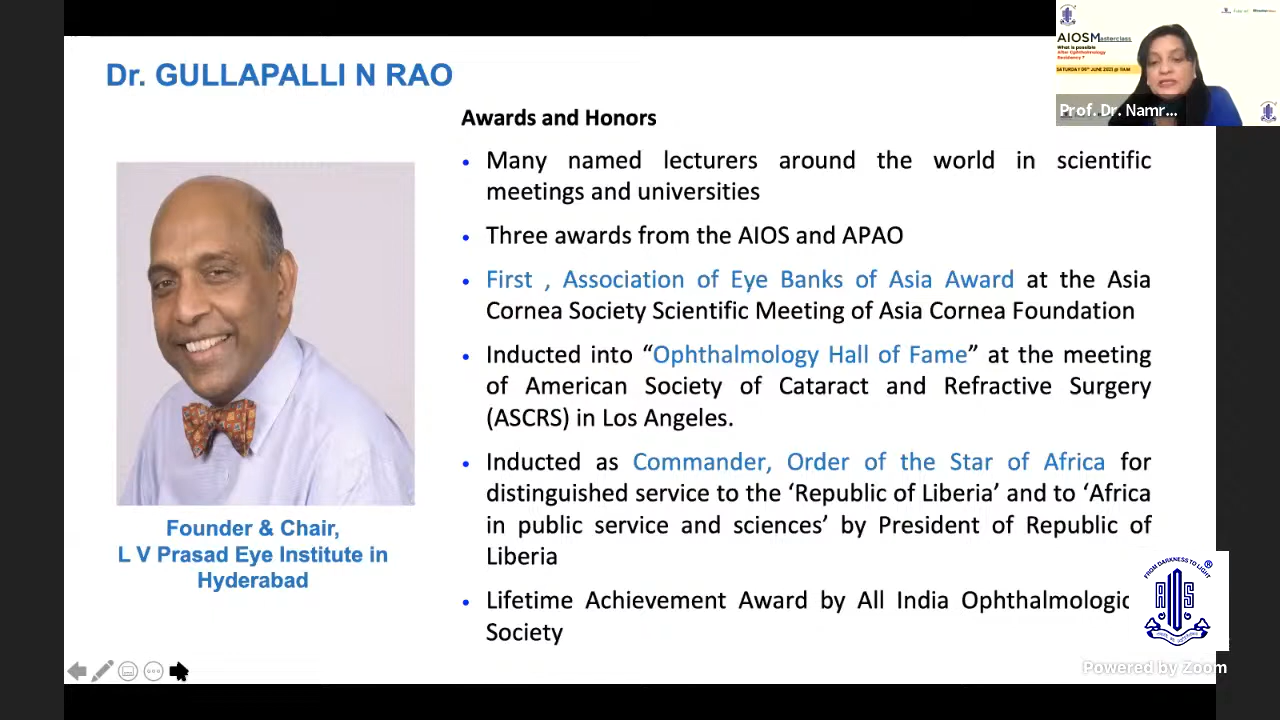 Dr. GULLAPALLI N RAO
Awards and Honors
• Many named lecturers around the world in scientific
meetings and universities
• Three awards from the AIOS and APAO
• First , Association of Eye Banks of Asia Award at the Asia
Cornea Society Scientific Meeting of Asia Cornea Foundation
• Inducted into “Ophthalmology Hall of Fame” at the meeting
of American Society of Cataract and Refractive Surgery
(ASCRS) in Los Angeles.
• Inducted as Commander, Order of the Star of Africa for
distinguished service to the ‘Republic of Liberia’ and to ‘Africa
in public service and sciences’ by President of Republic of
Liberia
• Lifetime Achievement Award by All India Ophthalmologic
Society
Founder & Chair,
L V Prasad Eye Institute in
Hyderabad
AIOS Masterclass
What is possible
After Ophthalmology
Residency ?
SATURDAY 06th JUNE 2021 @ 11AM
Prof. Dr. Namr...
FROM DARKNESS TO LIGHT
®
AIOS
Powered by Zoom